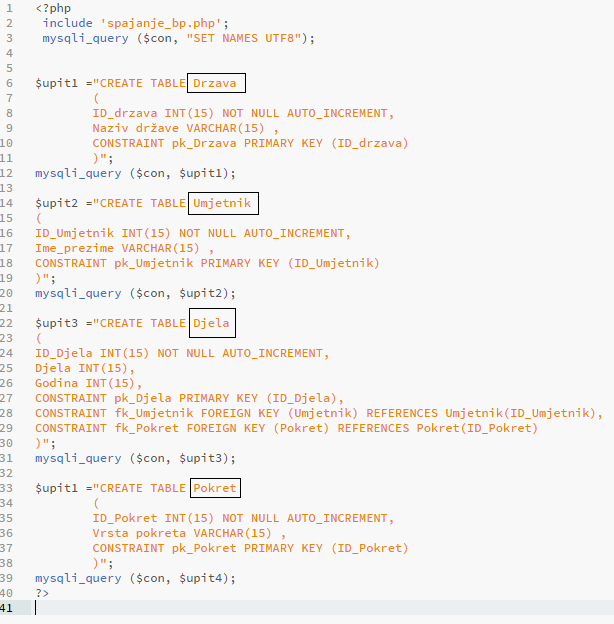 1 <?php
2 include 'spajanje_bp.php';
3 mysqli_query ($con, "SET NAMES UTF8");
4
5
6 $upit1 ="CREATE TABLE Drzava
7 (
8 ID_drzava INT(15) NOT NULL AUTO_INCREMENT,
9 Naziv države VARCHAR(15) ,
10 CONSTRAINT pk_Drzava PRIMARY KEY (ID_drzava)
11 )";
12 mysqli_query ($con, $upit1);
13
14 $upit2 ="CREATE TABLE Umjetnik
15 (
16 ID_Umjetnik INT(15) NOT NULL AUTO_INCREMENT,
17 Ime_prezime VARCHAR(15) ,
18 CONSTRAINT pk_Umjetnik PRIMARY KEY (ID_Umjetnik)
19 )";
20 mysqli_query ($con, $upit2);
21
22 $upit3 ="CREATE TABLE Djela
23 (
24 ID_Djela INT(15) NOT NULL AUTO_INCREMENT,
25 Djela INT(15),
26 Godina INT(15),
27 CONSTRAINT pk_Djela PRIMARY KEY (ID_Djela),
28 CONSTRAINT fk_Umjetnik FOREIGN KEY (Umjetnik) REFERENCES Umjetnik(ID_Umjetnik),
29 CONSTRAINT fk_Pokret FOREIGN KEY (Pokret) REFERENCES Pokret(ID_Pokret)
30 )";
31 mysqli_query ($con, $upit3);
32
33 $upit1 ="CREATE TABLE Pokret
34 (
35 ID_Pokret INT(15) NOT NULL AUTO_INCREMENT,
36 Vrsta pokreta VARCHAR(15) ,
37 CONSTRAINT pk_Pokret PRIMARY KEY (ID_Pokret)
38 )";
39 mysqli_query ($con, $upit4);
40 ?>
41